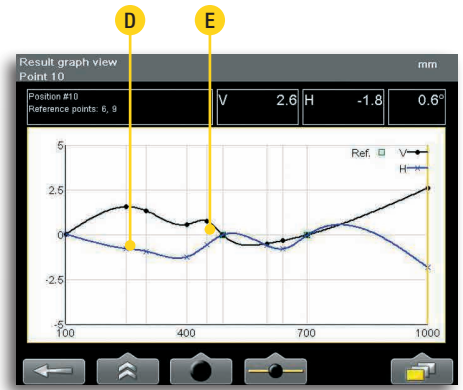 D E
Result graph view mm
Point 10
Position #10
Reference points: 6, 9
V 2.6 H -1.8 0.6°
Ref. V
H
5
2.5
0
-2.5
-5
100 400 700 1000